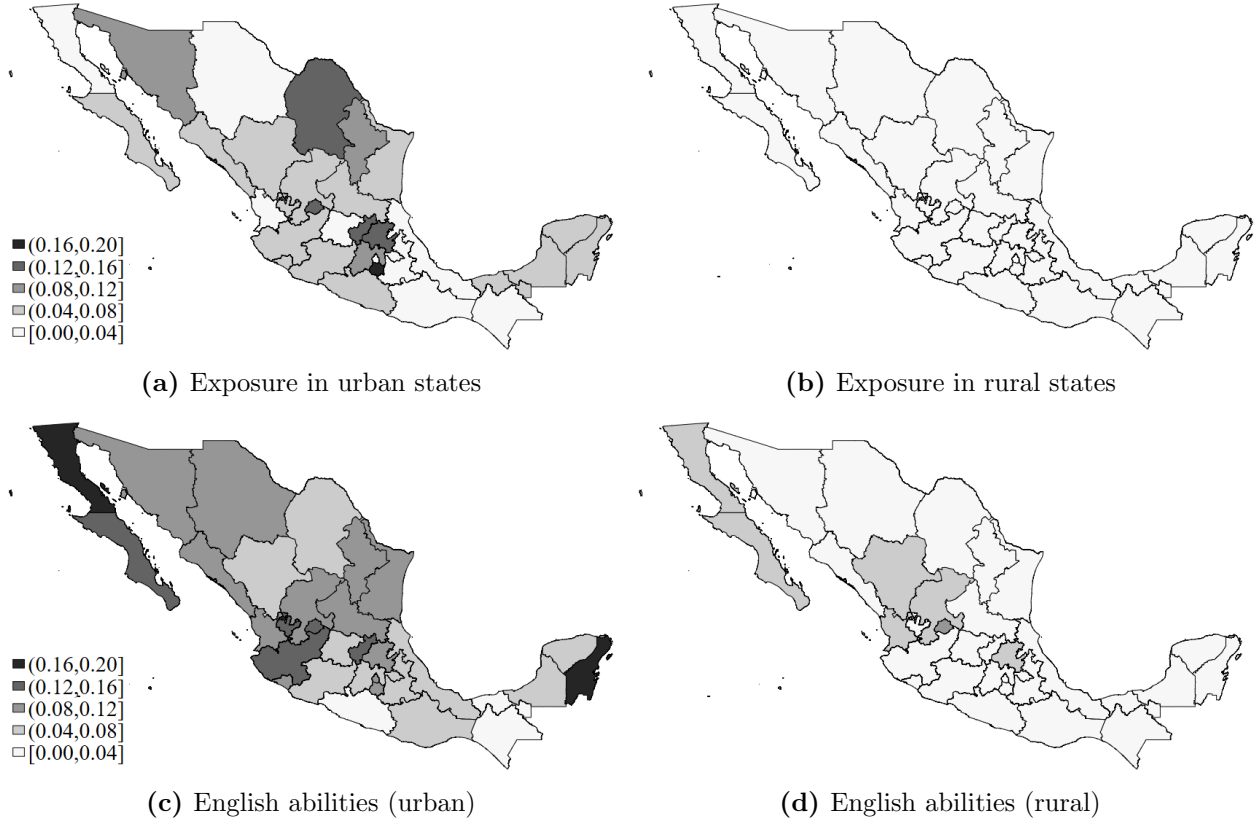 (0.16,0.20]
(0.12,0.16]
(0.08,0.12]
(0.04,0.08]
[0.00,0.04]
(a) Exposure in urban states
(b) Exposure in rural states
(0.16,0.20]
(0.12,0.16]
(0.08,0.12]
(0.04,0.08]
[0.00,0.04]
(c) English abilities (urban)
(d) English abilities (rural)